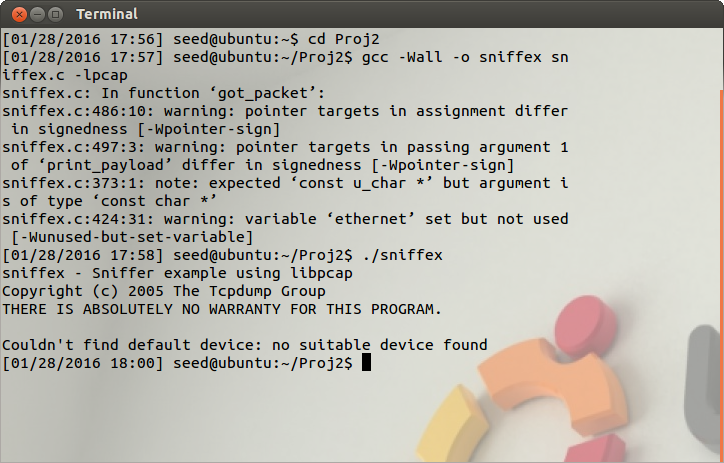 Terminal
[01/28/2016 17:56] seed@ubuntu:~$ cd Proj2
[01/28/2016 17:57] seed@ubuntu:~/Proj2$ gcc -Wall -o sniffex sn
iffex.c -lpcap
sniffex.c: In function ‘got_packet’:
sniffex.c:486:10: warning: pointer targets in assignment differ
 in signedness [-Wpointer-sign]
sniffex.c:497:3: warning: pointer targets in passing argument 1
 of ‘print_payload’ differ in signedness [-Wpointer-sign]
sniffex.c:373:1: note: expected ‘const u_char *’ but argument i
s of type ‘const char *’
sniffex.c:424:31: warning: variable ‘ethernet’ set but not used
 [-Wunused-but-set-variable]
[01/28/2016 17:58] seed@ubuntu:~/Proj2$ ./sniffex
sniffex - Sniffer example using libpcap
Copyright (c) 2005 The Tcpdump Group
THERE IS ABSOLUTELY NO WARRANTY FOR THIS PROGRAM.

Couldn't find default device: no suitable device found
[01/28/2016 18:00] seed@ubuntu:~/Proj2$